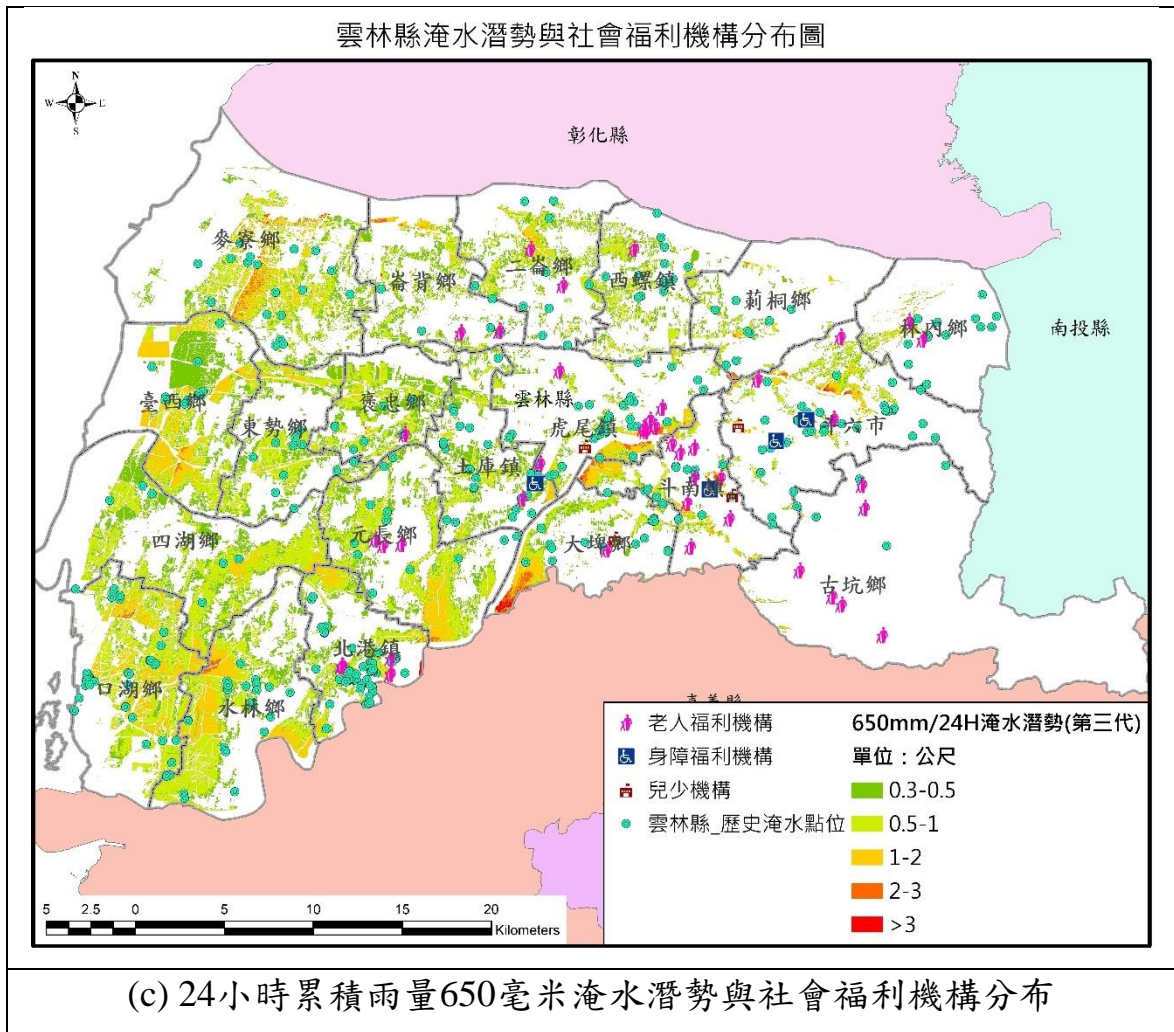 雲林縣淹水潛勢與社會福利機構分布圖
N
W
E
S
彰化縣
南投縣
麥寮鄉
崙背鄉
二崙鄉
西螺鎮
莿桐鄉
林內鄉
臺西鄉
東勢鄉
褒忠鄉
雲林縣
虎尾鎮
斗六市
土庫鎮
斗南鎮
四湖鄉
元長鄉
大埤鄉
古坑鄉
北港鎮
口湖鄉
水林鄉
嘉義縣
老人福利機構
身障福利機構
兒少機構
雲林縣_歷史淹水點位
650mm/24H淹水潛勢(第三代)
單位：公尺
0.3-0.5
0.5-1
1-2
2-3
>3
5 2.5 0 5 10 15 20
Kilometers
(c) 24小時累積雨量650毫米淹水潛勢與社會福利機構分布